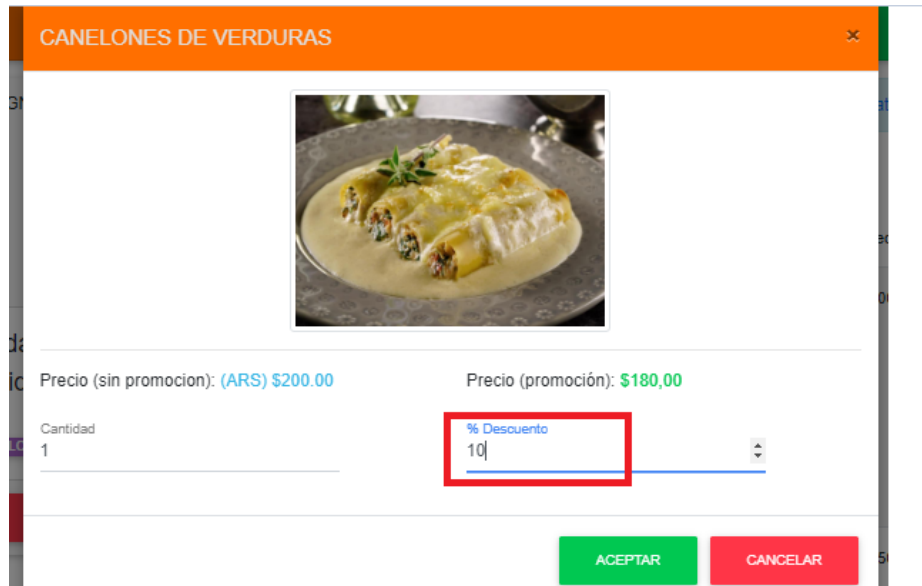 CANELONES DE VERDURAS ×
Precio (sin promocion): (ARS) $200.00
Precio (promoción): $180,00
Cantidad
1
% Descuento
10
ACEPTAR
CANCELAR